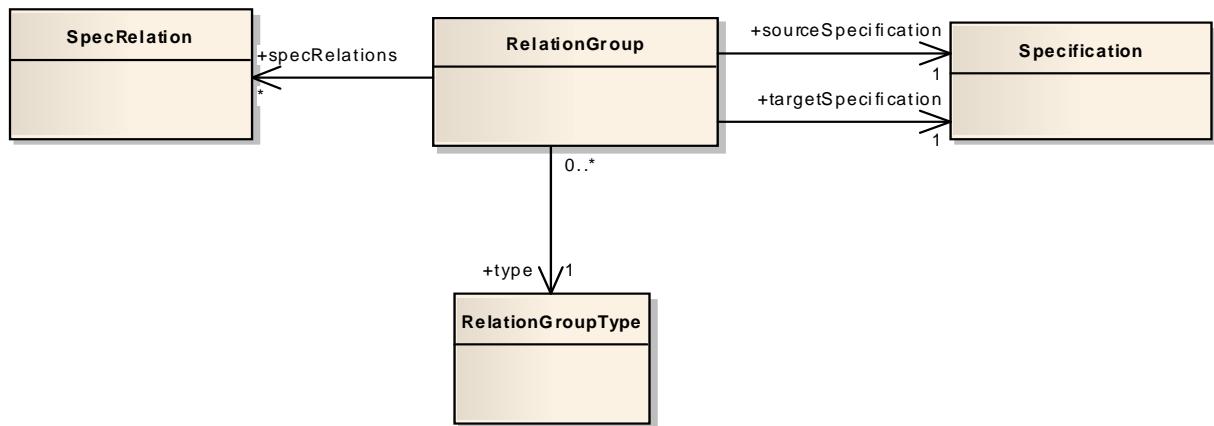 SpecRelation
+specRelations
*
RelationGroup
+sourceSpecification
1
+targetSpecification
1
Specification
0..*
+type
1
RelationGroupType